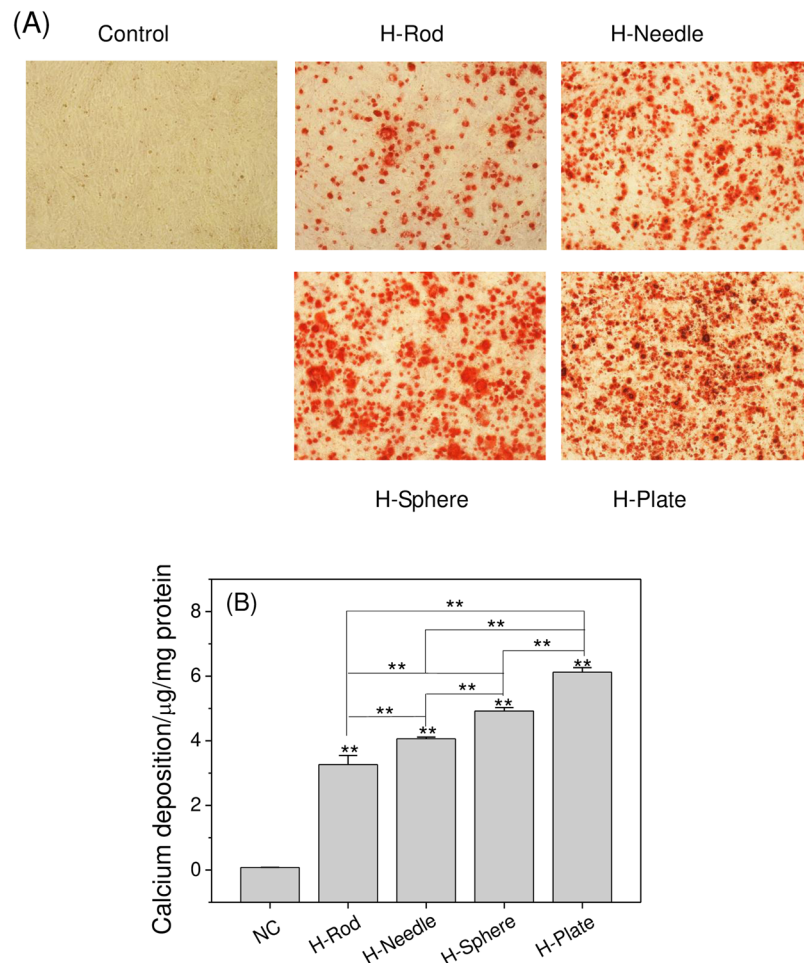 (A)
Control
H-Rod
H-Needle
H-Sphere
H-Plate
(B)
Calcium deposition/μg/mg protein
8
6
4
2
0
**
**
**
**
**
**
**
**
**
**
NC
H-Rod
H-Needle
H-Sphere
H-Plate